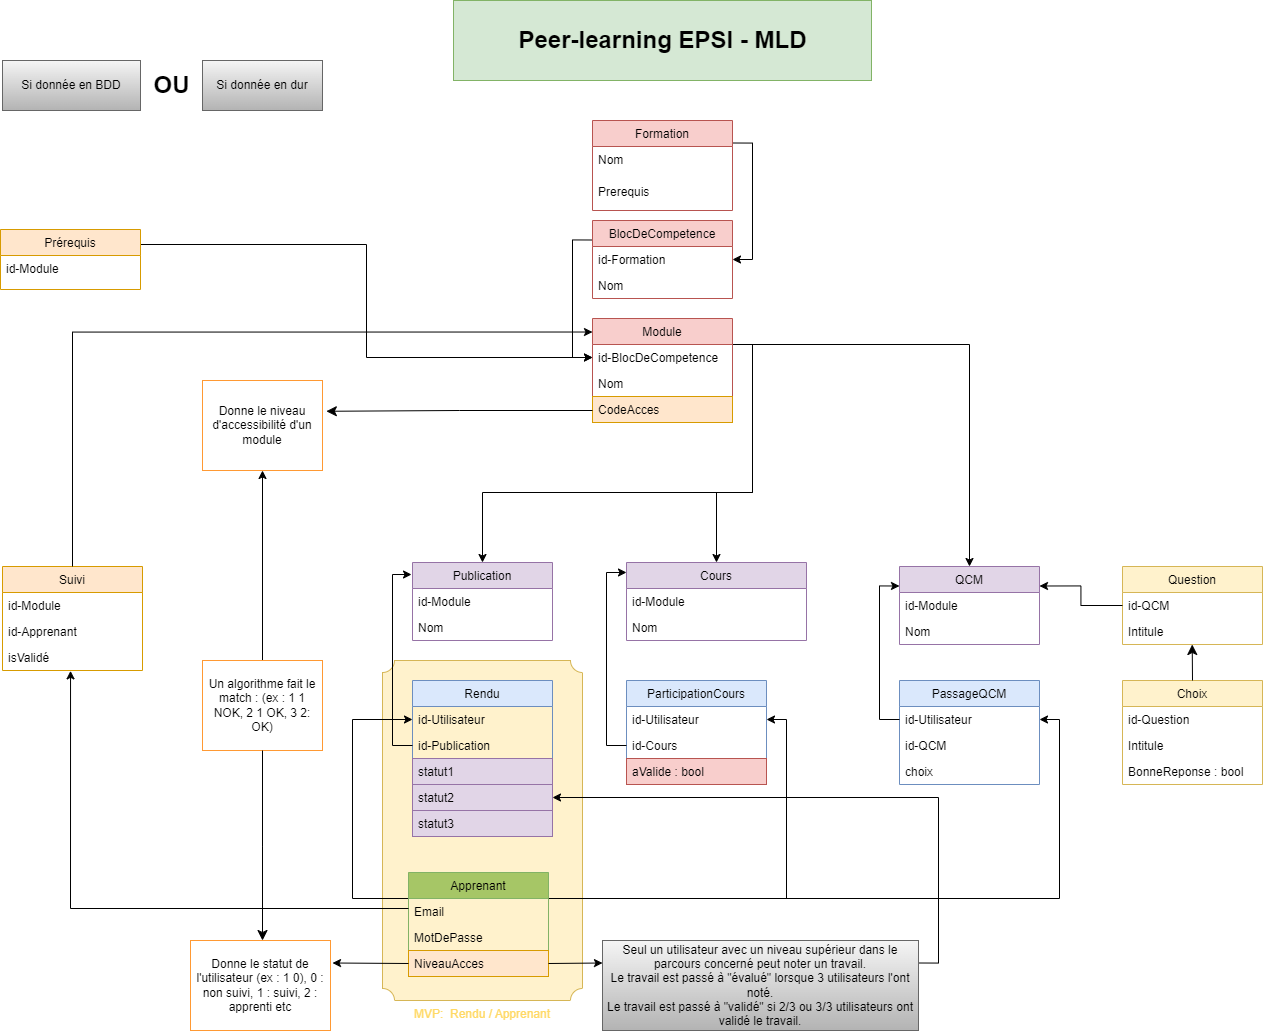 Peer-learning EPSI - MLD
Si donnée en BDD
OU
Si donnée en dur
Formation
Nom
Prerequis
BlocDeCompetence
id-Formation
Nom
Prérequis
id-Module
Module
id-BlocDeCompetence
Nom
CodeAcces
Donne le niveau
d'accessibilité d'un
module
Suivi
id-Module
id-Apprenant
isValidé
Publication
id-Module
Nom
Cours
id-Module
Nom
QCM
id-Module
Nom
Question
id-QCM
Intitule
Un algorithme fait le
match : (ex : 1 1
NOK, 2 1 OK, 3 2:
OK)
Rendu
id-Utilisateur
id-Publication
statut1
statut2
statut3
ParticipationCours
id-Utilisateur
id-Cours
aValide : bool
PassageQCM
id-Utilisateur
id-QCM
choix
Choix
id-Question
Intitule
BonneReponse : bool
Apprenant
Email
MotDePasse
NiveauAcces
Donne le statut de
l'utilisateur (ex : 1 0), 0 :
non suivi, 1 : suivi, 2 :
apprenti etc
Seul un utilisateur avec un niveau supérieur dans le
parcours concerné peut noter un travail.
Le travail est passé à "évalué" lorsque 3 utilisateurs l'ont
noté.
Le travail est passé à "validé" si 2/3 ou 3/3 utilisateurs ont
validé le travail.
MVP: Rendu / Apprenant